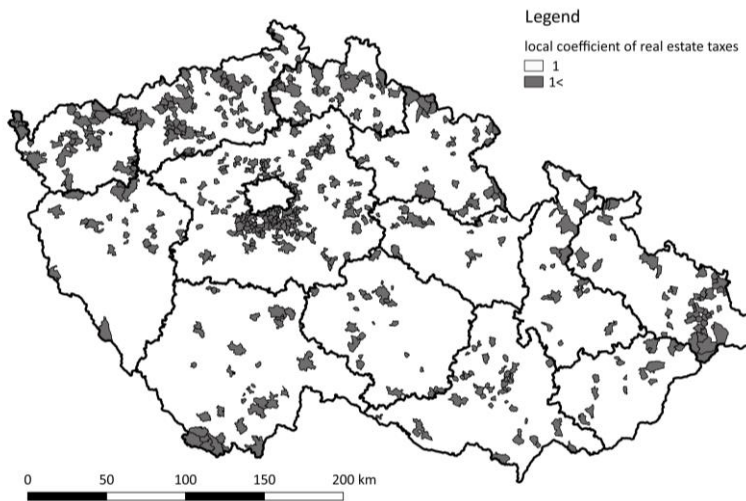 Legend
local coefficient of real estate taxes
1
1<
0 50 100 150 200 km